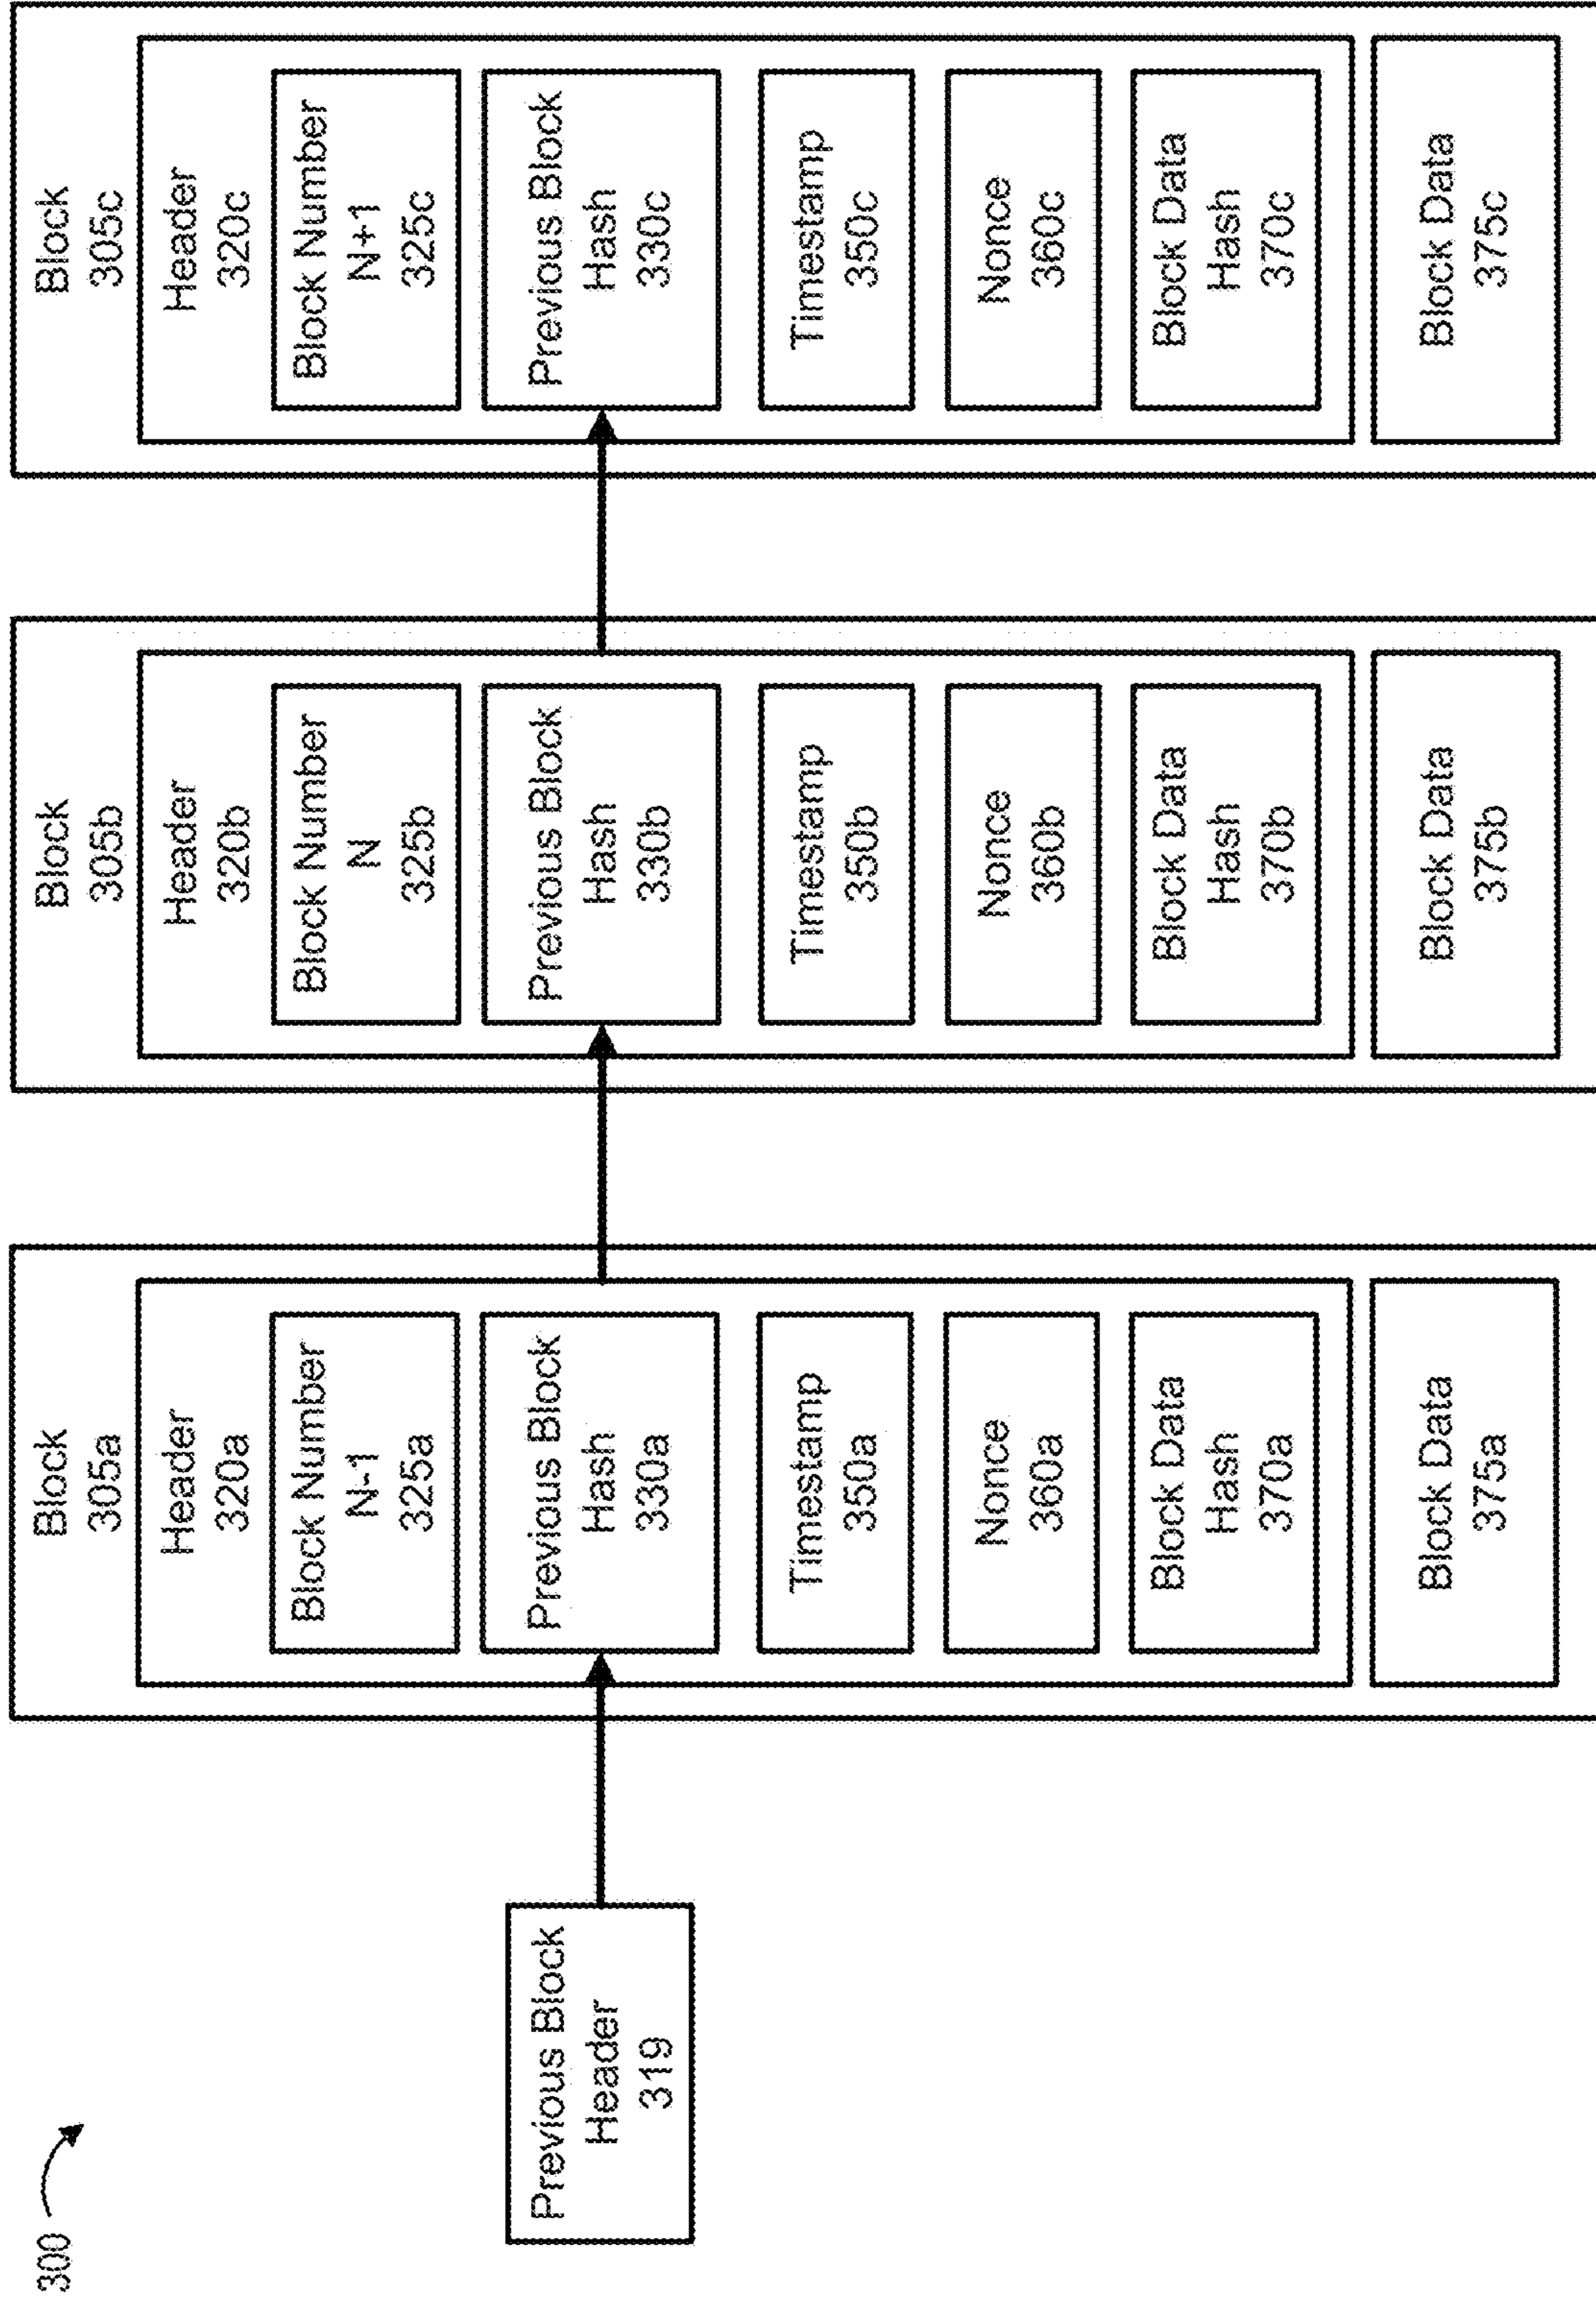 300
Previous Block
Header
319
Block
305a
Header
320a
Block Number
N-1
325a
Previous Block
Hash
330a
Timestamp
350a
Nonce
360a
Block Data
Hash
370a
Block Data
375a
Block
305b
Header
320b
Block Number
N
325b
Previous Block
Hash
330b
Timestamp
350b
Nonce
360b
Block Data
Hash
370b
Block Data
375b
Block
305c
Header
320c
Block Number
N+1
325c
Previous Block
Hash
330c
Timestamp
350c
Nonce
360c
Block Data
Hash
370c
Block Data
375c